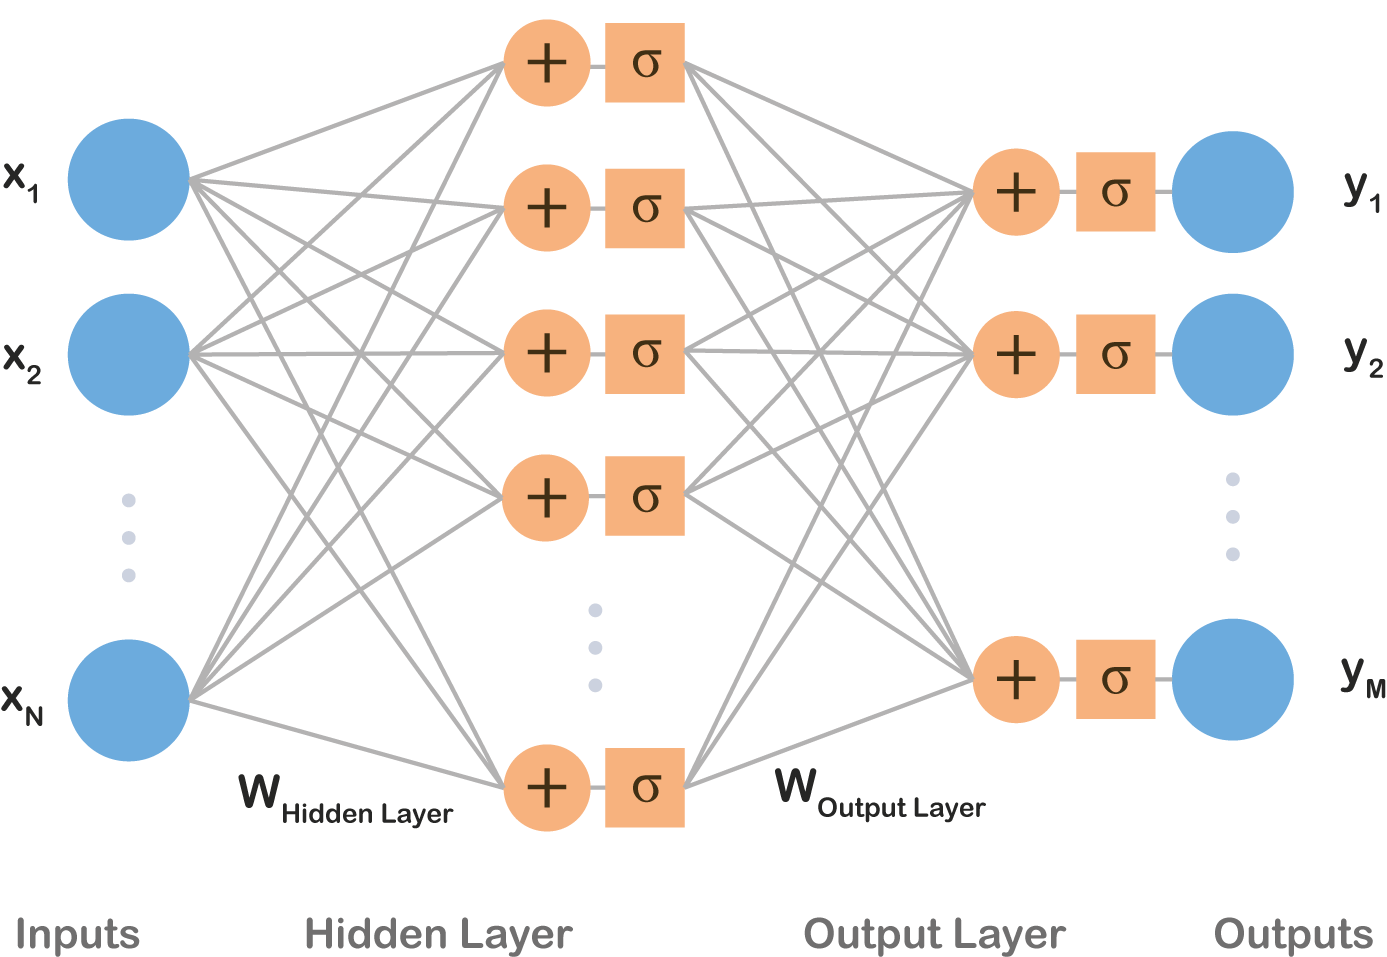 + σ
x1
+ σ
+ σ
y1
+ σ
x2
+ σ
+ σ
y2
+ σ
xN
+ σ
yM
+ σ
WHidden Layer
WOutput Layer
Inputs
Hidden Layer
Output Layer
Outputs